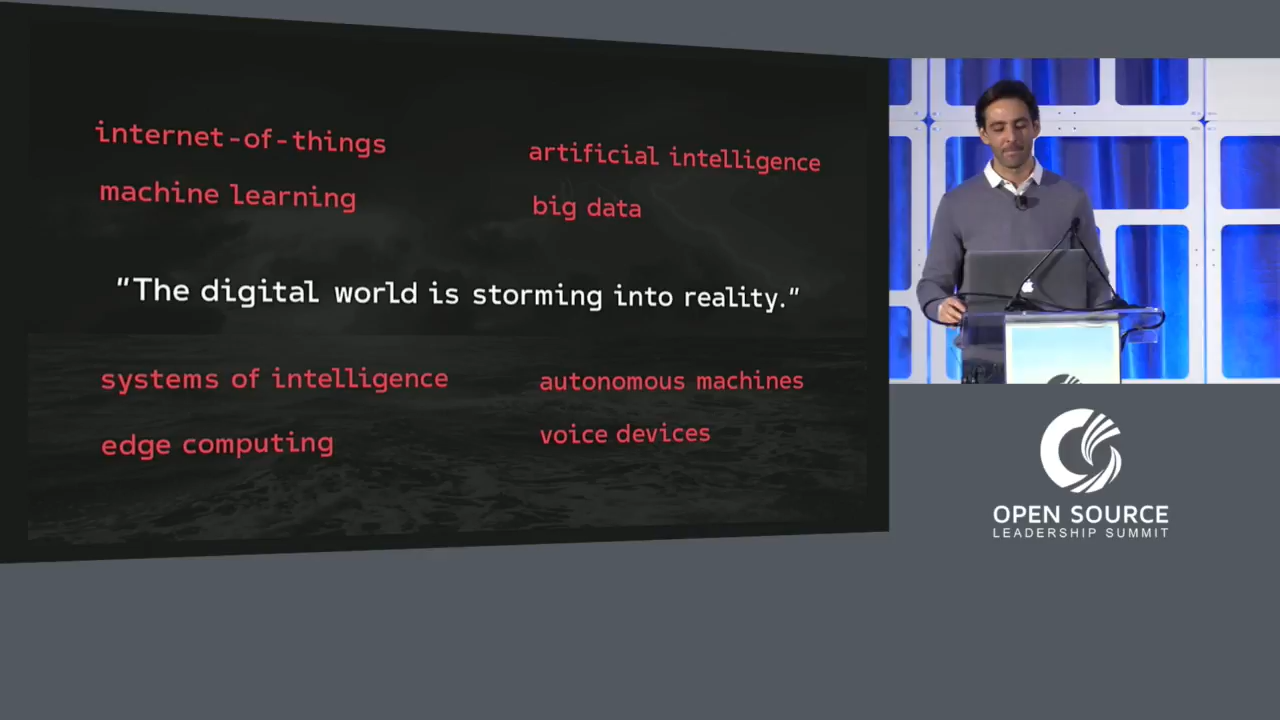 internet-of-things
machine learning
artificial intelligence
big data
"The digital world is storming into reality."
systems of intelligence
edge computing
autonomous machines
voice devices
OPEN SOURCE
LEADERSHIP SUMMIT